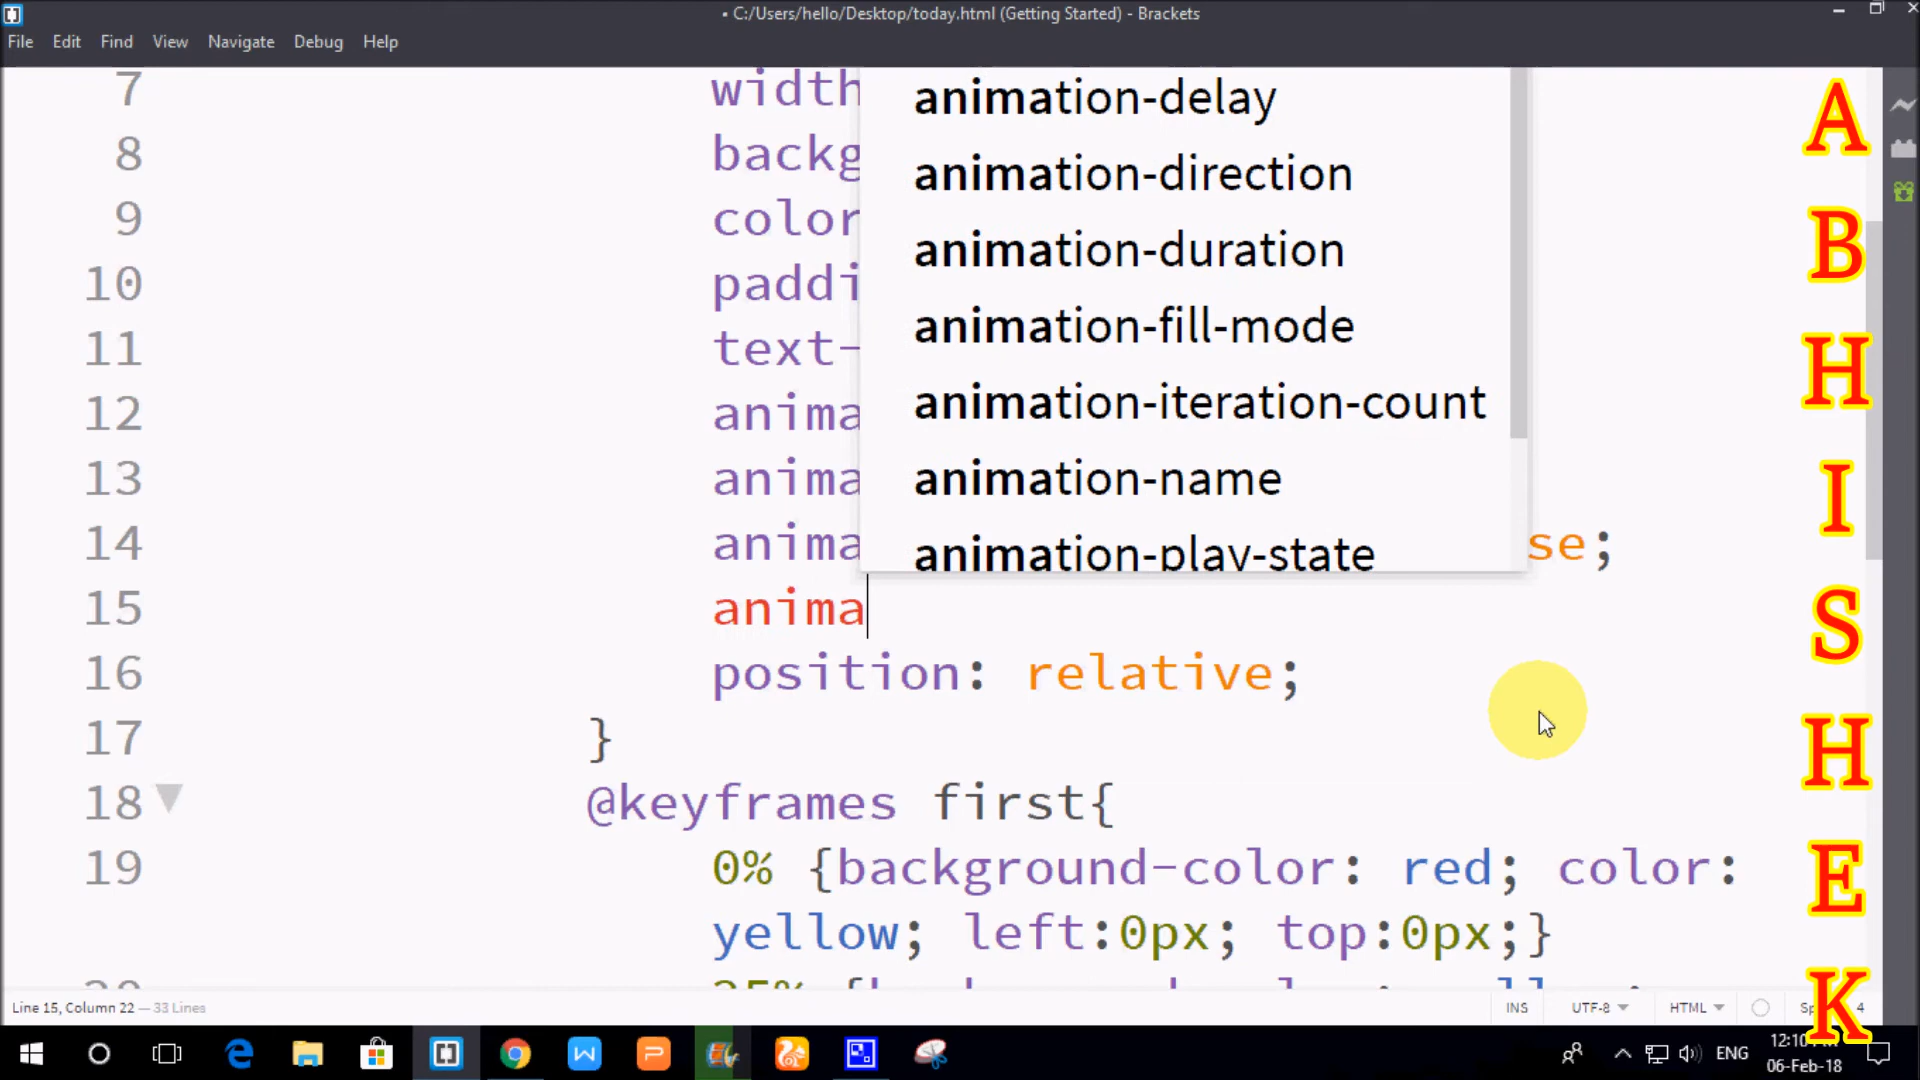 • C:/Users/hello/Desktop/today.html (Getting Started) - Brackets
File Edit Find View Navigate Debug Help
7 width
animation-delay
8 backg
animation-direction
9 color
animation-duration
10 paddi
animation-fill-mode
11 text-
animation-iteration-count
12 anima
animation-name
13 anima
animation-play-state
14 anima se;
15 anima
16 position: relative;
17 }
18 @keyframes first{
19 0% {background-color: red; color:
yellow; left:0px; top:0px;}
Line 15, Column 22 — 33 Lines
INS UTF-8 HTML 4
ENG
06-Feb-18
A
B
H
I
S
H
E
K